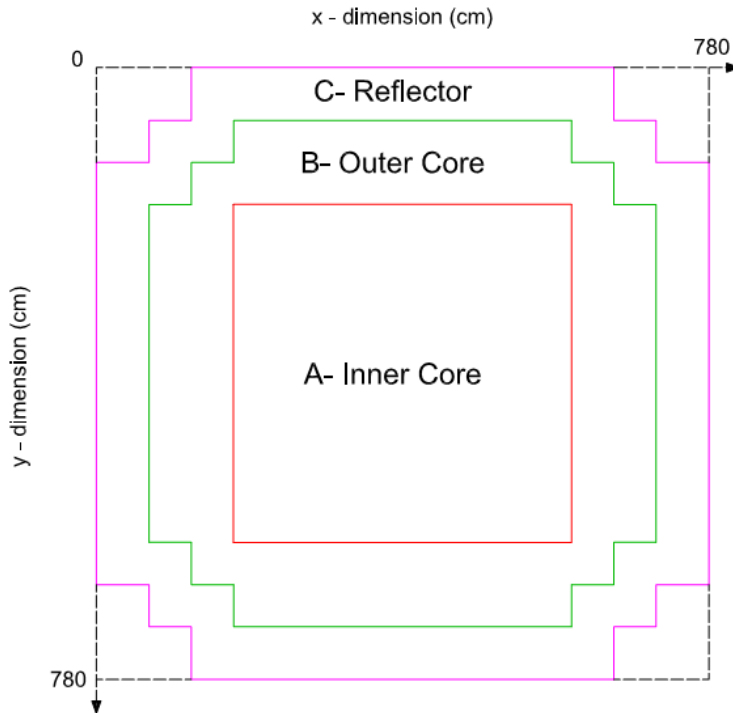 x - dimension (cm)
0
780
C- Reflector
B- Outer Core
A- Inner Core
y - dimension (cm)
780